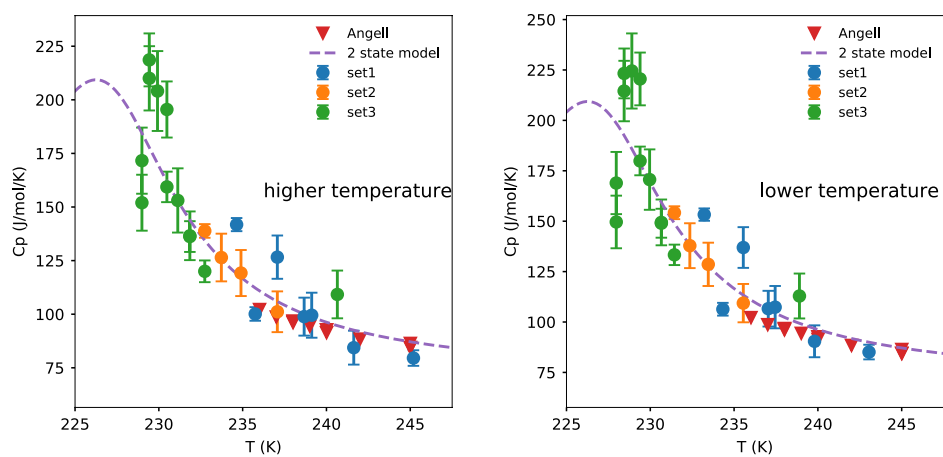 225
200
175
150
125
100
75
Cp (J/mol/K)
Angell
2 state model
set1
set2
set3
higher temperature
225 230 235 240 245
T (K)
250
225
200
175
150
125
100
75
Angell
2 state model
set1
set2
set3
lower temperature
225 230 235 240 245
T (K)